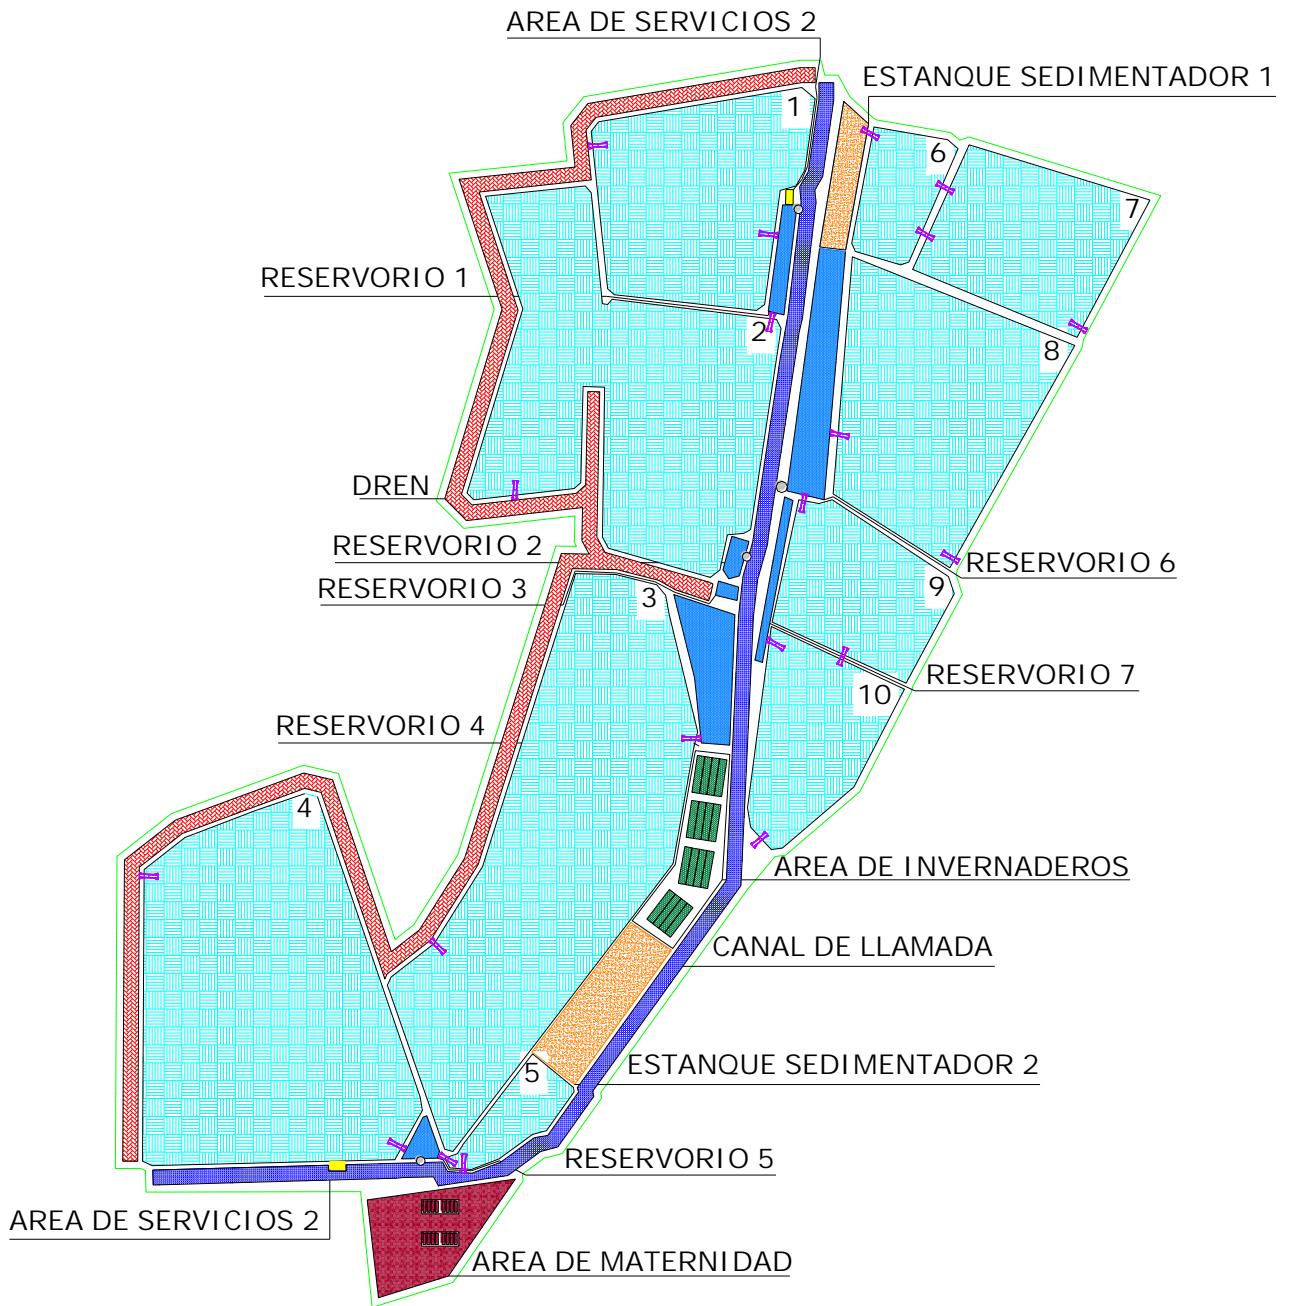 AREA DE SERVICIOS 2
ESTANQUE SEDIMENTADOR 1
1
6
7
RESERVORIO 1
2
8
DREN
RESERVORIO 2
RESERVORIO 6
RESERVORIO 3
3
9
RESERVORIO 7
10
RESERVORIO 4
4
AREA DE INVERNADEROS
CANAL DE LLAMADA
ESTANQUE SEDIMENTADOR 2
5
RESERVORIO 5
AREA DE SERVICIOS 2
AREA DE MATERNIDAD